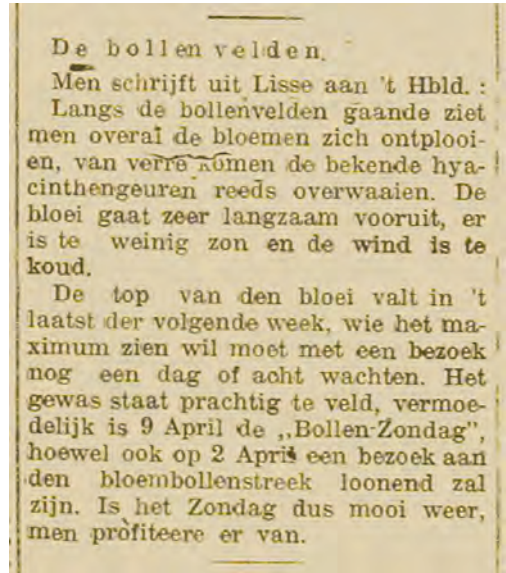 De bollenvelden.
Men schrijft uit Lisse aan 't Hbld. :
Langs de bollenvelden gaande ziet
men overal de bloemen zich ontplooi-
en, van verre komen de bekende hya-
cinthengeuren reeds overwaaien. De
bloei gaat zeer langzaam vooruit, er
is te weinig zon en de wind is te
koud.
De top van den bloei valt in 't
laatst der volgende week, wie het ma-
ximum zien wil moet met een bezoek
nog een dag of acht wachten. Het
gewas staat prachtig te veld, vermoe-
delijk is 9 April de „Bollen-Zondag”,
hoewel ook op 2 April een bezoek aan
den bloembollenstreek loonend zal
zijn. Is het Zondag dus mooi weer,
men profiteere er van.